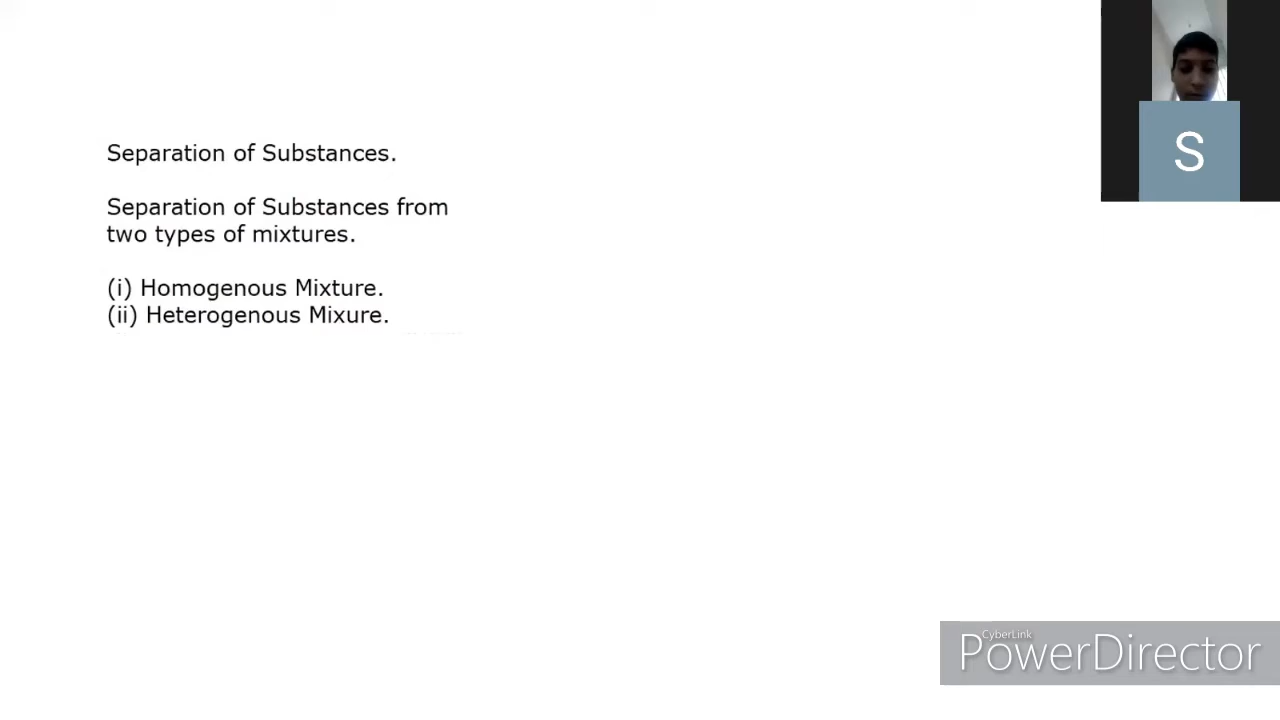 Separation of Substances.
Separation of Substances from
two types of mixtures.
(i) Homogenous Mixture.
(ii) Heterogenous Mixure.
S
CyberLink
PowerDirector